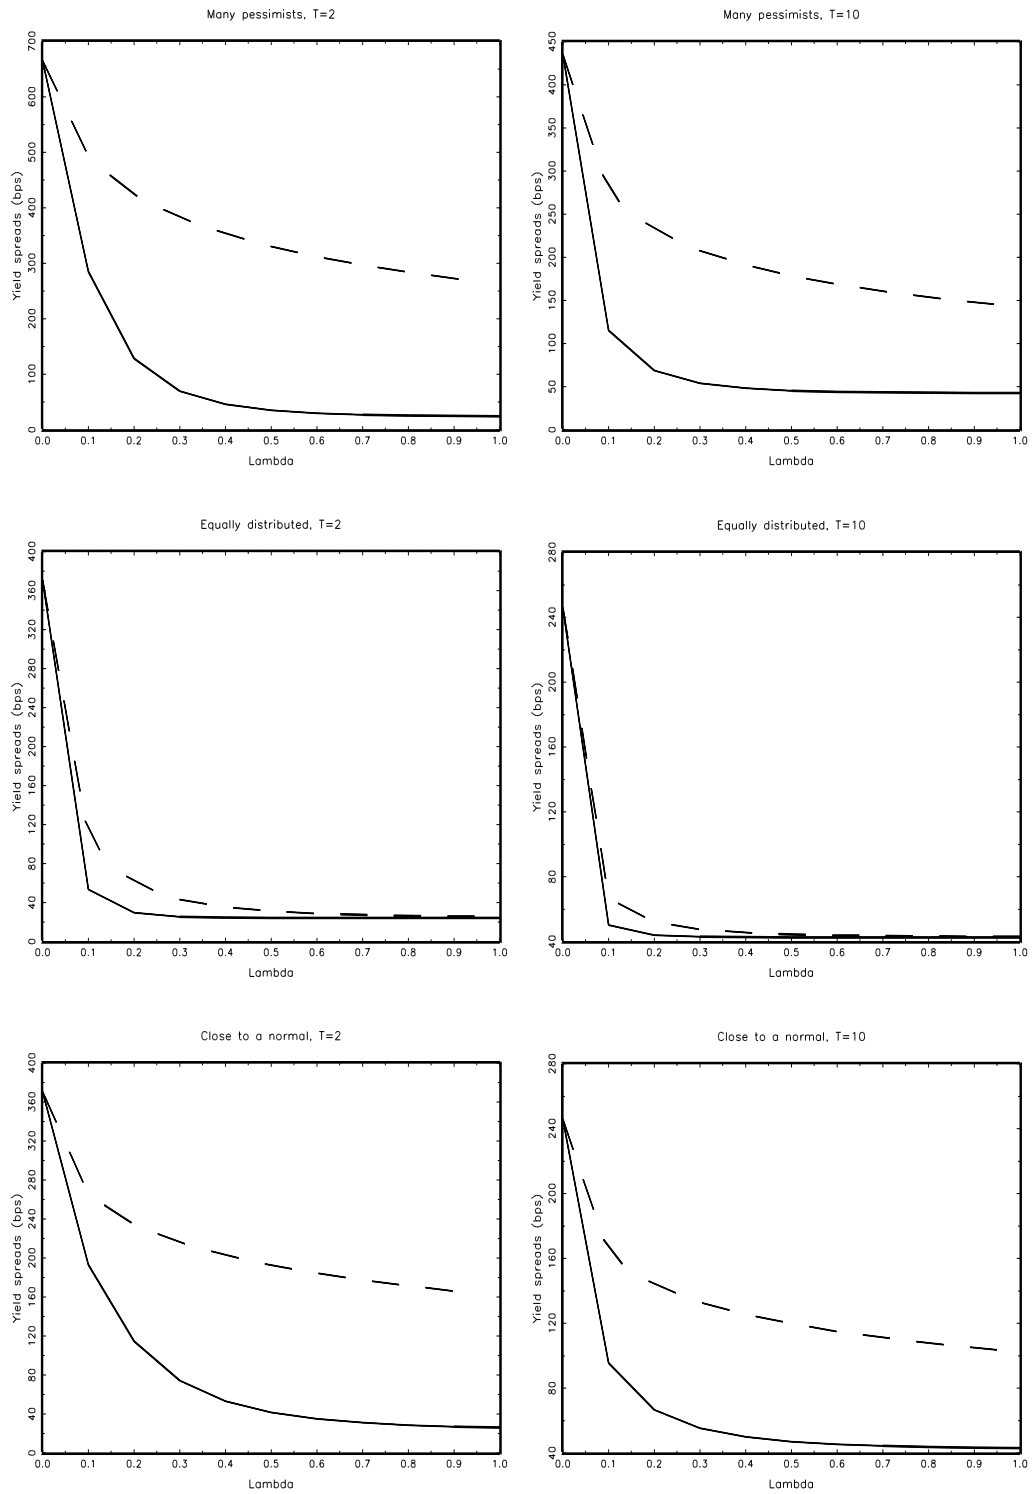 Many pessimists, T=2
Yield spreads (bps)
0 100 200 300 400 500 600 700
0.0 0.1 0.2 0.3 0.4 0.5 0.6 0.7 0.8 0.9 1.0
Lambda
Many pessimists, T=10
Yield spreads (bps)
0 50 100 150 200 250 300 350 400 450
0.0 0.1 0.2 0.3 0.4 0.5 0.6 0.7 0.8 0.9 1.0
Lambda
Equally distributed, T=2
Yield spreads (bps)
0 40 80 120 160 200 240 280 320 360 400
0.0 0.1 0.2 0.3 0.4 0.5 0.6 0.7 0.8 0.9 1.0
Lambda
Equally distributed, T=10
Yield spreads (bps)
40 80 120 160 200 240 280
0.0 0.1 0.2 0.3 0.4 0.5 0.6 0.7 0.8 0.9 1.0
Lambda
Close to a normal, T=2
Yield spreads (bps)
0 40 80 120 160 200 240 280 320 360 400
0.0 0.1 0.2 0.3 0.4 0.5 0.6 0.7 0.8 0.9 1.0
Lambda
Close to a normal, T=10
Yield spreads (bps)
40 80 120 160 200 240 280
0.0 0.1 0.2 0.3 0.4 0.5 0.6 0.7 0.8 0.9 1.0
Lambda